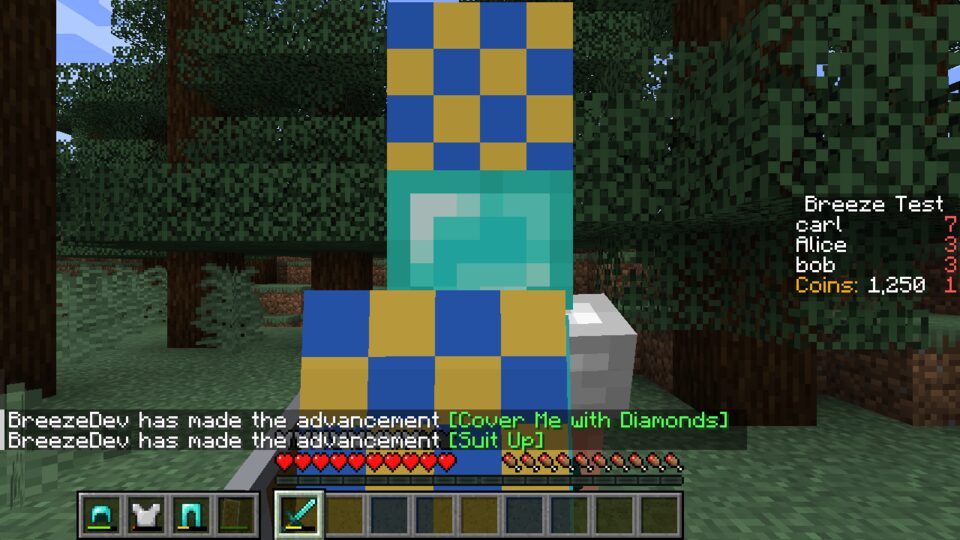 Breeze Test
carl 7
Alice 3
bob 3
Coins: 1,250 1
BreezeDev has made the advancement [Cover Me with Diamonds]
BreezeDev has made the advancement [Suit Up]